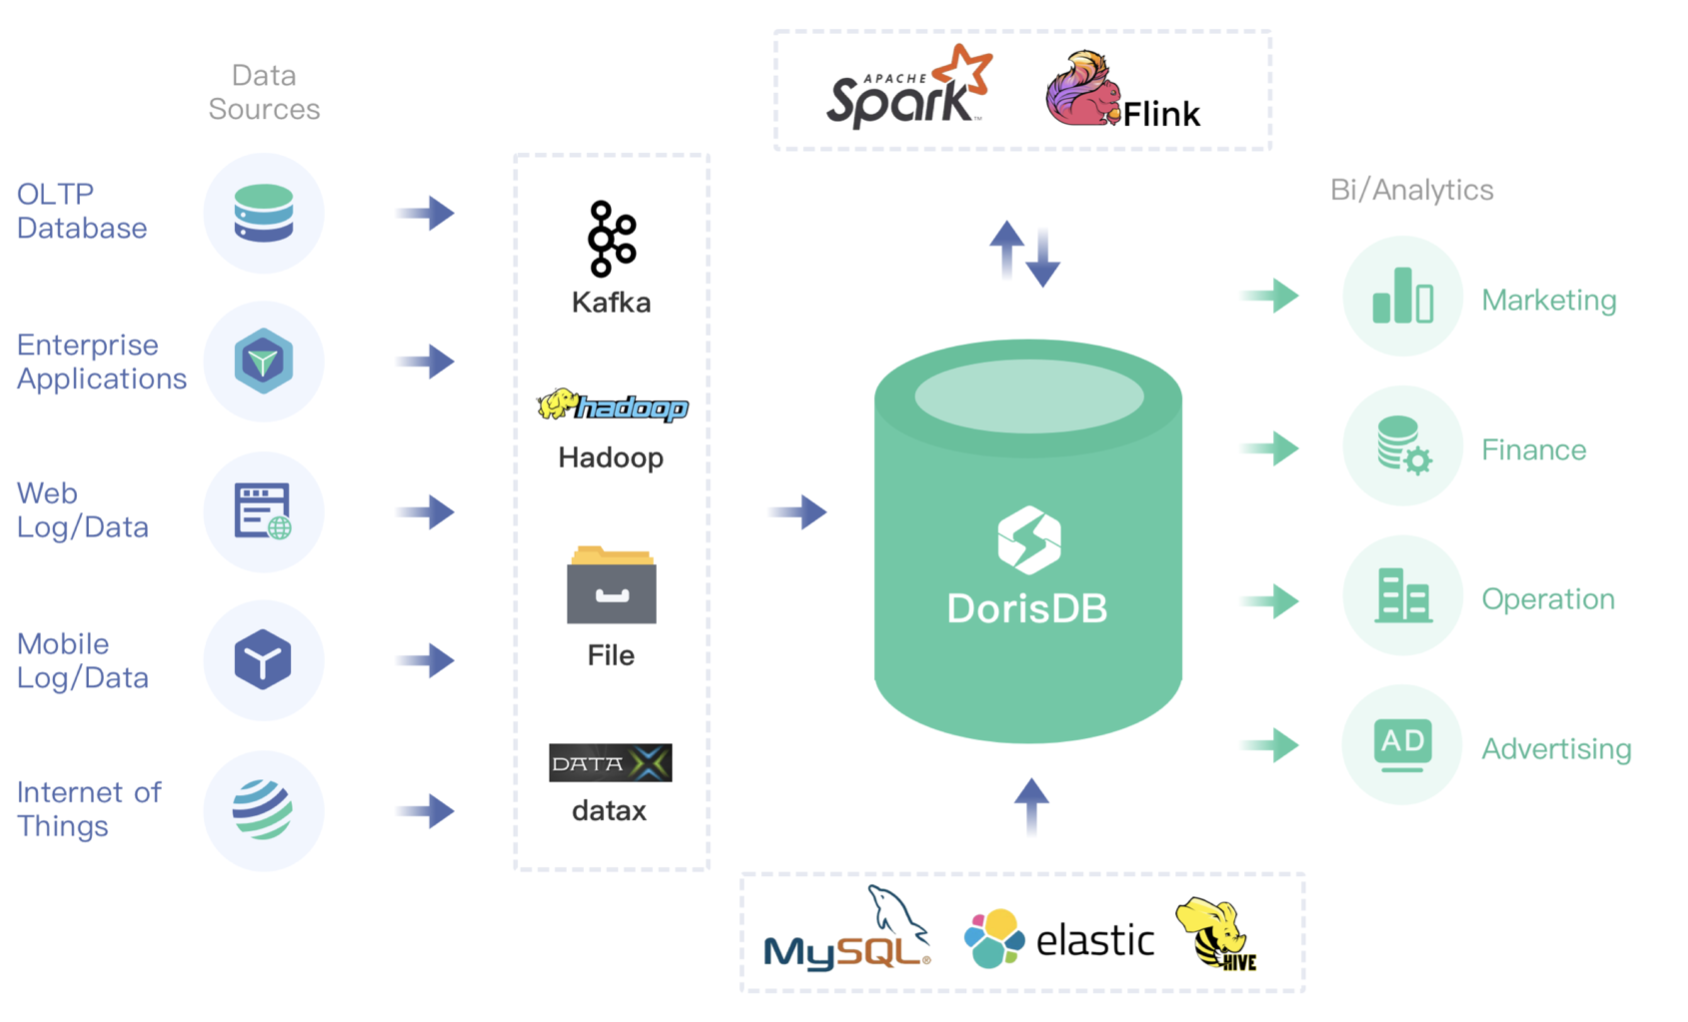 Data
Sources
OLTP
Database
Enterprise
Applications
Web
Log/Data
Mobile
Log/Data
Internet of
Things
Kafka
hadoop
Hadoop
File
DATA X
datax
APACHE
Spark™
Flink
DorisDB
MySQL®
elastic
HIVE
Bi/Analytics
Marketing
Finance
Operation
AD
Advertising